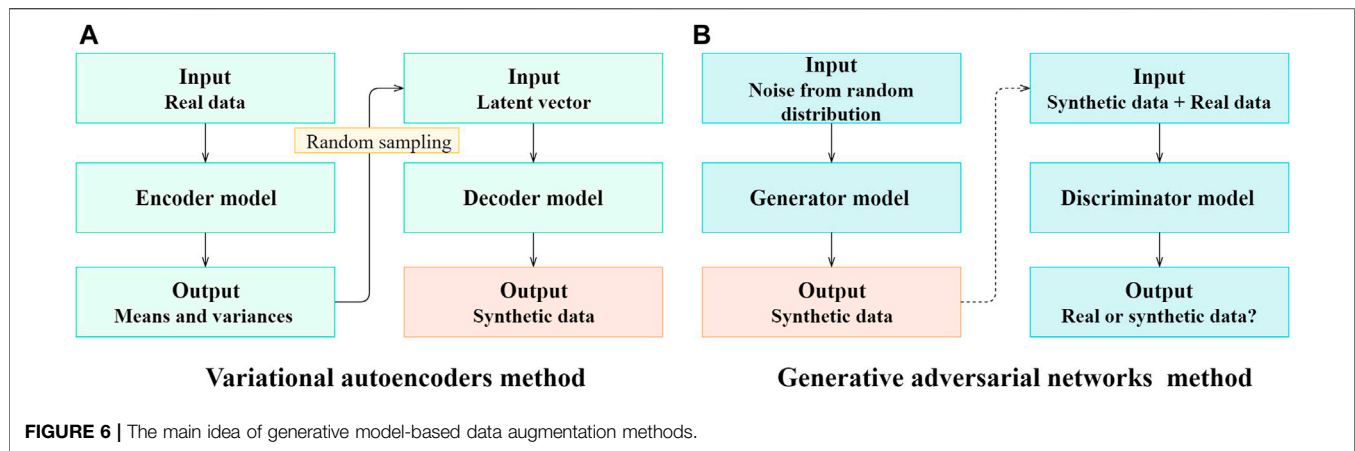 A
Input
Real data
Encoder model
Output
Means and variances
Random sampling
Input
Latent vector
Decoder model
Output
Synthetic data
Variational autoencoders method
B
Input
Noise from random
distribution
Generator model
Output
Synthetic data
Input
Synthetic data + Real data
Discriminator model
Output
Real or synthetic data?
Generative adversarial networks method
FIGURE 6 | The main idea of generative model-based data augmentation methods.